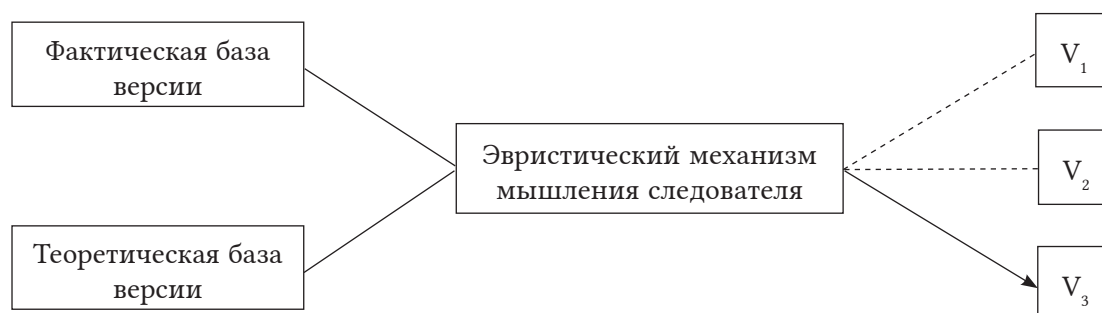 Фактическая база
версии
Теоретическая база
версии
Эвристический механизм
мышления следователя
V₁
V₂
V₃